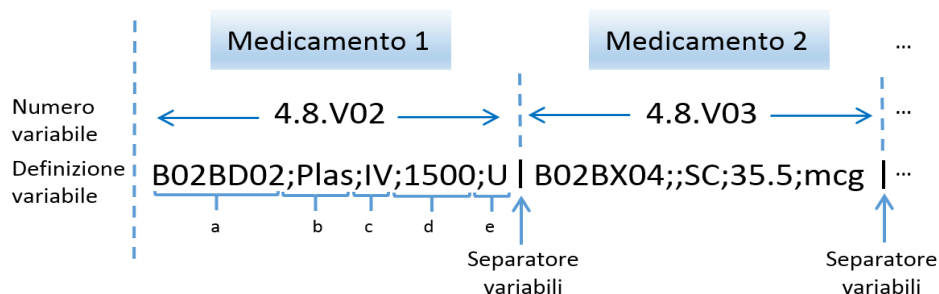 Medicamento 1 Medicamento 2 ...
Numero variabile 4.8.V02 4.8.V03 ...
Definizione variabile B02BD02;Plas;IV;1500;U | B02BX04;;SC;35.5;mcg | ...
a b c d e
Separatore variabili Separatore variabili